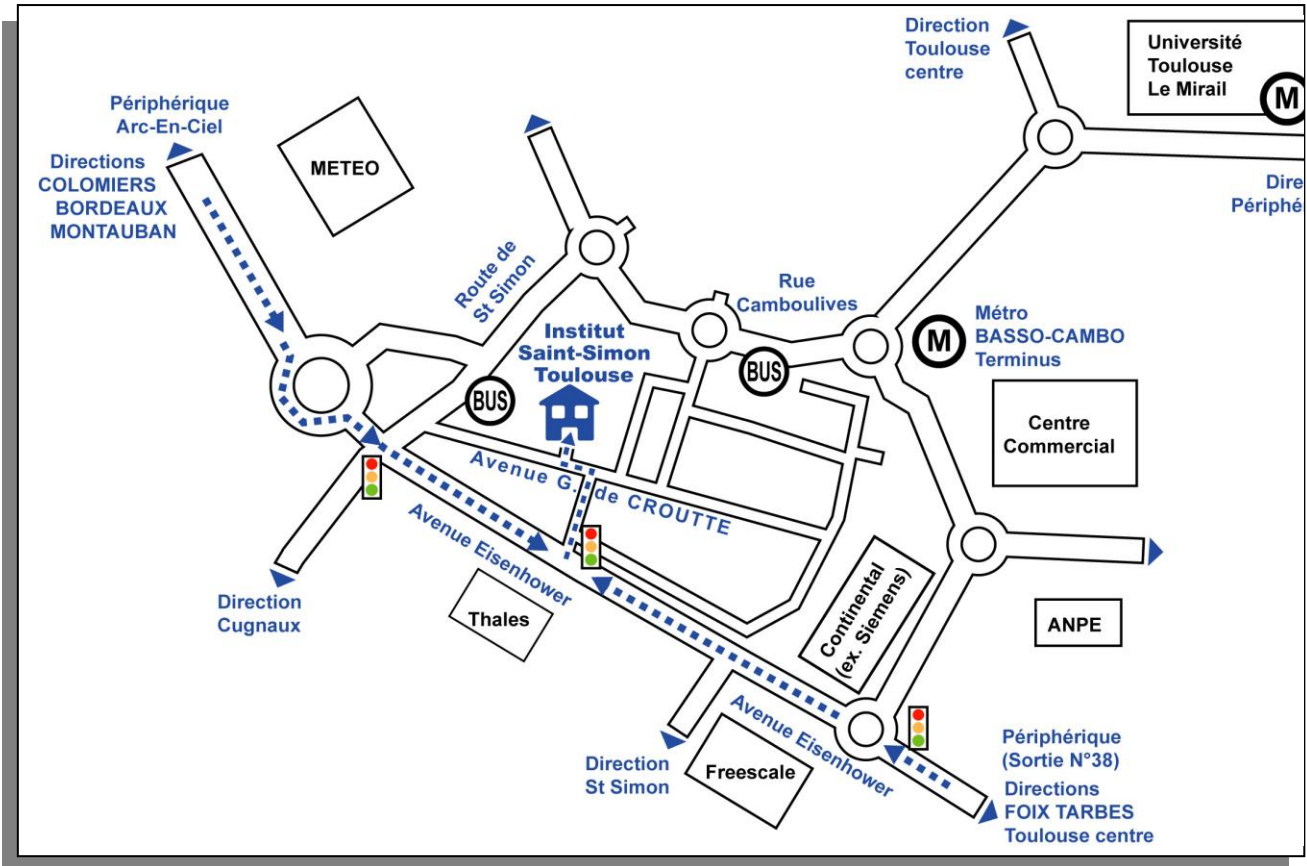 Direction
Toulouse
centre
Université
Toulouse
Le Mirail
M
Périphérique
Arc-En-Ciel
Directions
COLOMIERS
BORDEAUX
MONTAUBAN
METEO
Dire
Périphé
Route de
St Simon
Rue
Camboulives
Institut
Saint-Simon
Toulouse
BUS
BUS
M
Métro
BASSO-CAMBO
Terminus
Centre
Commercial
Avenue G. de CROUTTE
Avenue Eisenhower
Thales
Direction
Cugnaux
Continental
(ex. Siemens)
ANPE
Avenue Eisenhower
Direction
St Simon
Freescale
Périphérique
(Sortie N°38)
Directions
FOIX TARBES
Toulouse centre